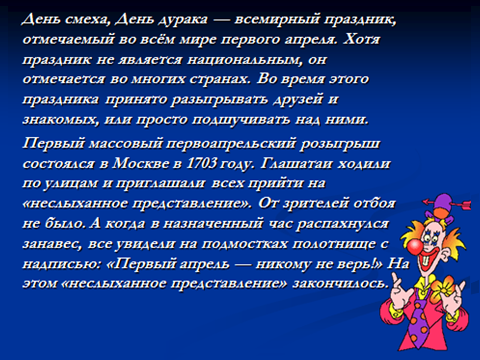 День смеха, День дурака — всемирный праздник,
отмечаемый во всём мире первого апреля. Хотя
праздник не является национальным, он
отмечается во многих странах. Во время этого
праздника принято разыгрывать друзей и
знакомых, или просто подшучивать над ними.
Первый массовый первоапрельский розыгрыш
состоялся в Москве в 1703 году. Глашатаи ходили
по улицам и приглашали всех прийти на
«неслыханное представление». От зрителей отбоя
не было. А когда в назначенный час распахнулся
занавес, все увидели на подмостках полотнище с
надписью: «Первый апрель — никому не верь!» На
этом «неслыханное представление» закончилось.